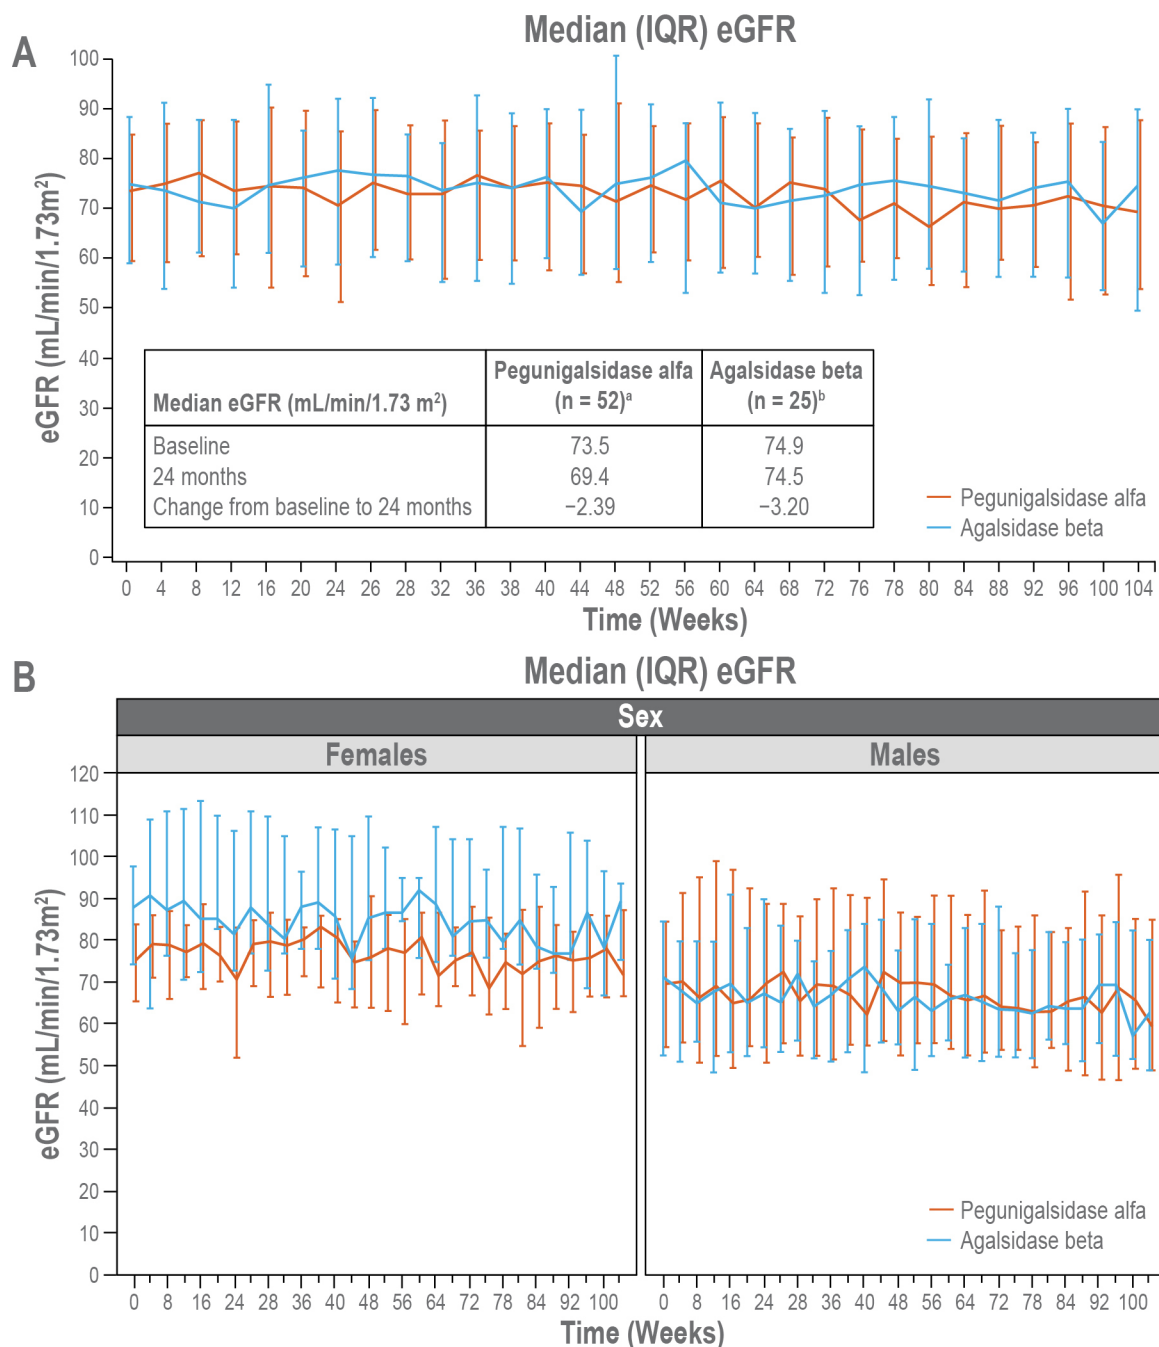 A
Median (IQR) eGFR
eGFR (mL/min/1.73m²)
100
90
80
70
60
50
40
30
20
10
0
Median eGFR (mL/min/1.73 m²) Pegunigalsidase alfa (n = 52)ᵃ Agalsidase beta (n = 25)ᵇ
Baseline 73.5 74.9
24 months 69.4 74.5
Change from baseline to 24 months −2.39 −3.20
Pegunigalsidase alfa
Agalsidase beta
0 4 8 12 16 20 24 26 28 32 36 38 40 44 48 52 56 60 64 68 72 76 78 80 84 88 92 96 100 104
Time (Weeks)
B
Median (IQR) eGFR
Sex
Females Males
eGFR (mL/min/1.73m²)
120
110
100
90
80
70
60
50
40
30
20
10
0
Pegunigalsidase alfa
Agalsidase beta
0 8 16 24 28 36 40 48 56 64 72 78 84 92 100 0 8 16 24 28 36 40 48 56 64 72 78 84 92 100
Time (Weeks)